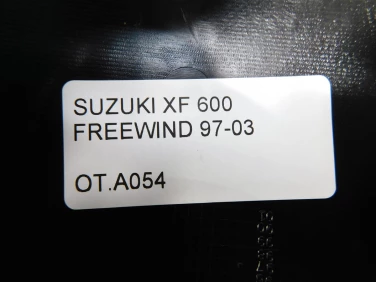 SUZUKI XF 600
FREEWIND 97-03
OT.A054